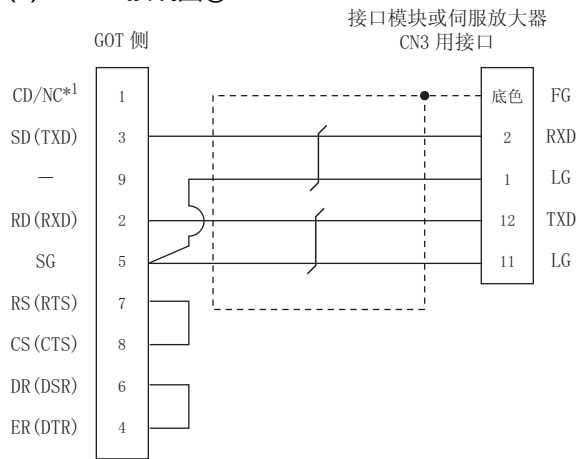 接口模块或伺服放大器
CN3 用接口
GOT 侧
CD/NC*1 1 底色 FG
SD(TXD) 3 2 RXD
— 9 1 LG
RD(RXD) 2 12 TXD
SG 5 11 LG
RS(RTS) 7
CS(CTS) 8
DR(DSR) 6
ER(DTR) 4